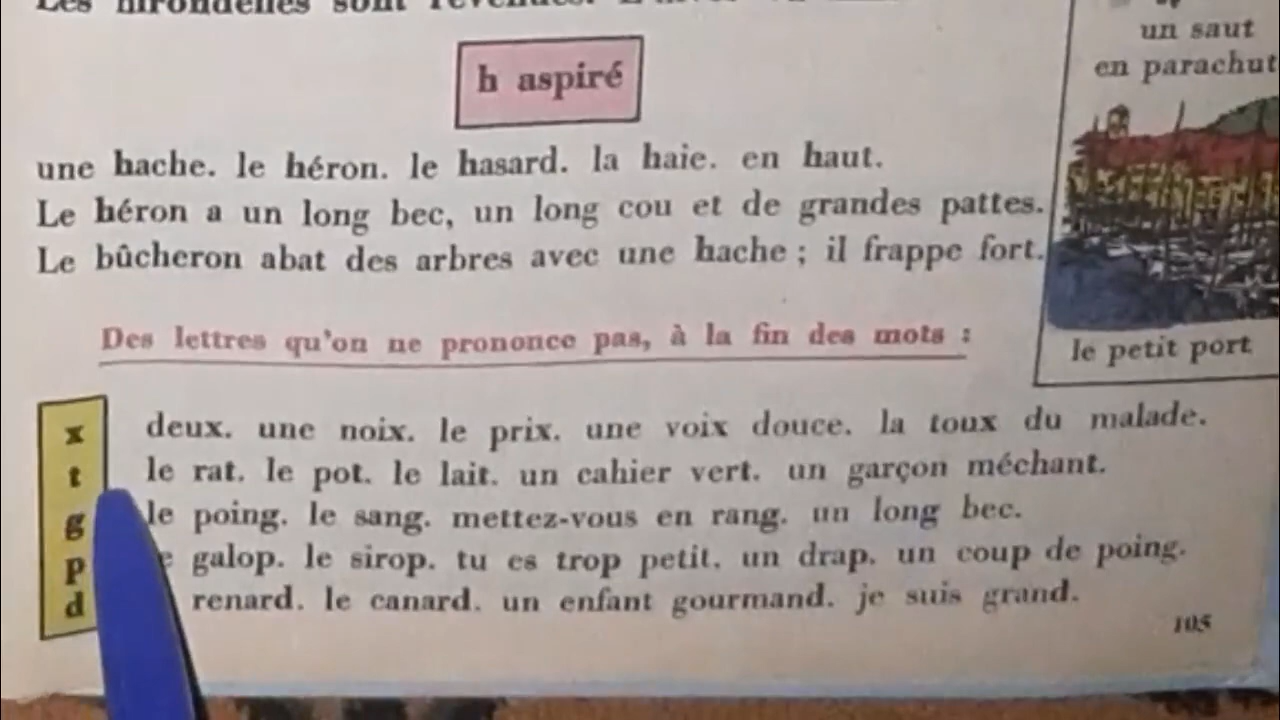 Les hirondelles sont revenues.
h aspiré
une hache. le héron. le hasard. la haie. en haut.
Le héron a un long bec, un long cou et de grandes pattes.
Le bûcheron abat des arbres avec une hache ; il frappe fort.
un saut
en parachut
le petit port
Des lettres qu'on ne prononce pas, à la fin des mots :
x deux. une noix. le prix. une voix douce. la toux du malade.
t le rat. le pot. le lait. un cahier vert. un garçon méchant.
g le poing. le sang. mettez-vous en rang. un long bec.
p e galop. le sirop. tu es trop petit. un drap. un coup de poing.
d renard. le canard. un enfant gourmand. je suis grand.
105